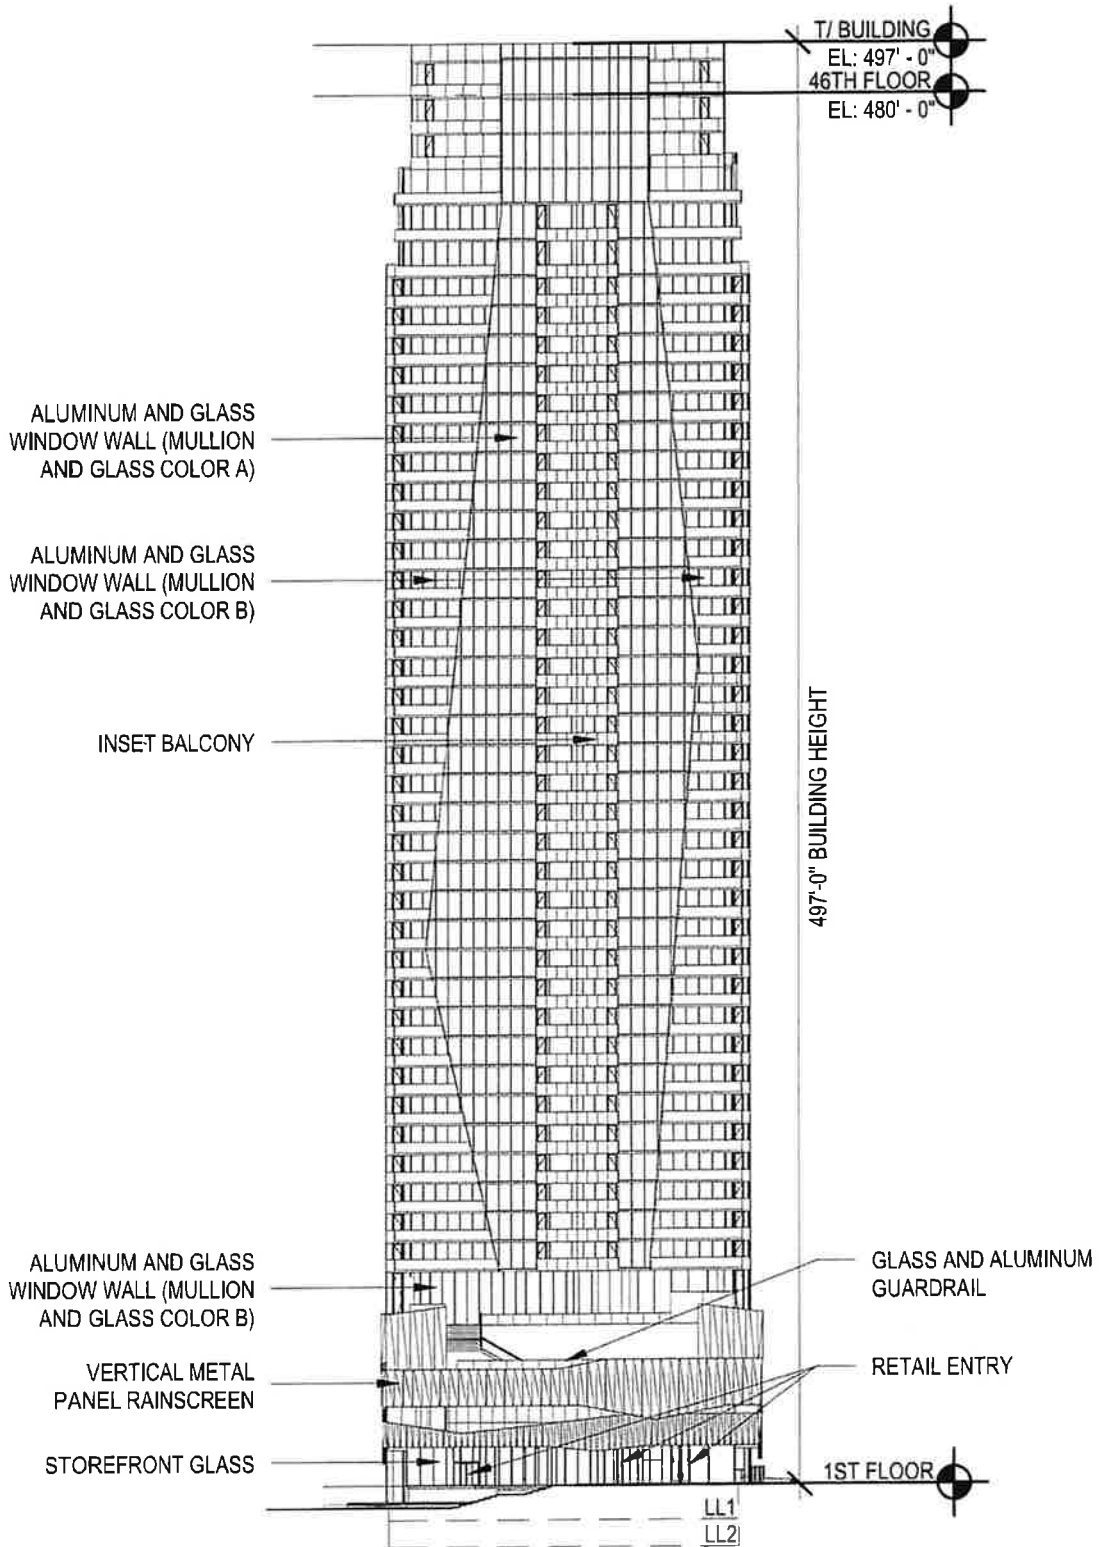 T/ BUILDING
EL: 497' - 0"
46TH FLOOR
EL: 480' - 0"
ALUMINUM AND GLASS
WINDOW WALL (MULLION
AND GLASS COLOR A)
ALUMINUM AND GLASS
WINDOW WALL (MULLION
AND GLASS COLOR B)
INSET BALCONY
497'-0" BUILDING HEIGHT
ALUMINUM AND GLASS
WINDOW WALL (MULLION
AND GLASS COLOR B)
GLASS AND ALUMINUM
GUARDRAIL
VERTICAL METAL
PANEL RAINSCREEN
RETAIL ENTRY
STOREFRONT GLASS
1ST FLOOR
LL1
LL2